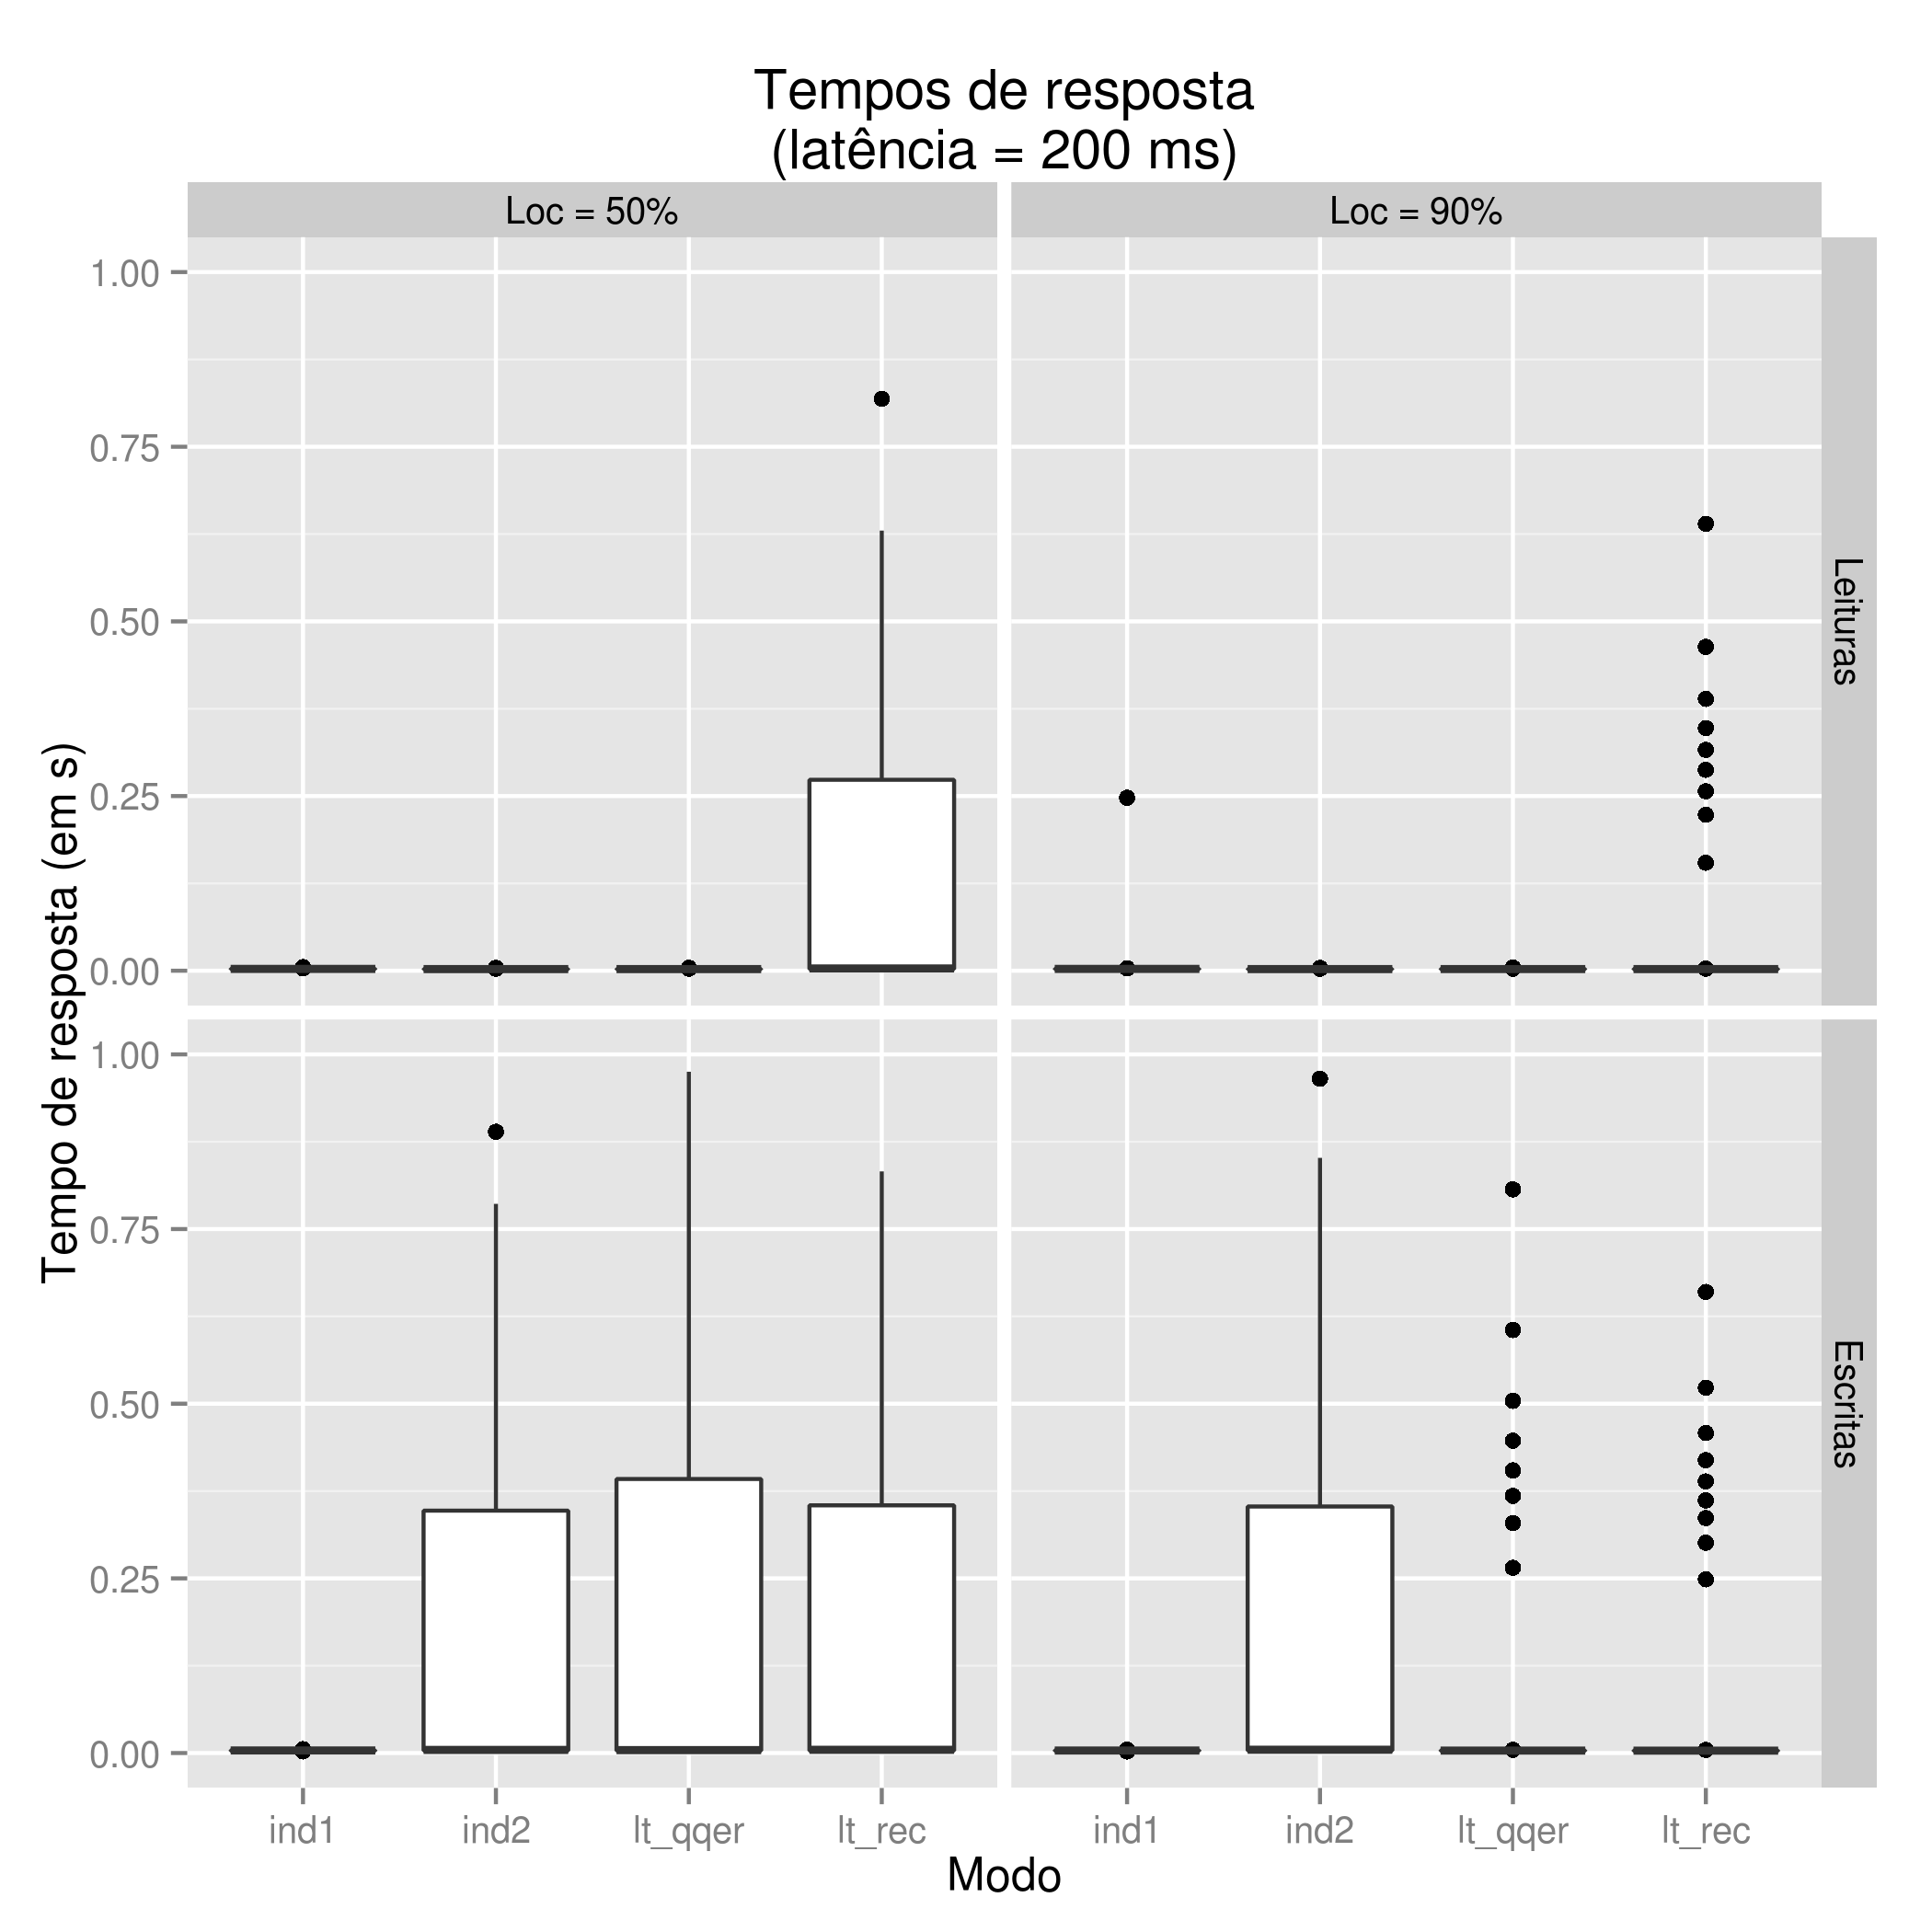 Tempos de resposta
(latência = 200 ms)
Loc = 50%
Loc = 90%
1.00
0.75
0.50
0.25
0.00
Leituras
Tempo de resposta (em s)
1.00
0.75
0.50
0.25
0.00
Escritas
ind1
ind2
lt_qqer
lt_rec
ind1
ind2
lt_qqer
lt_rec
Modo